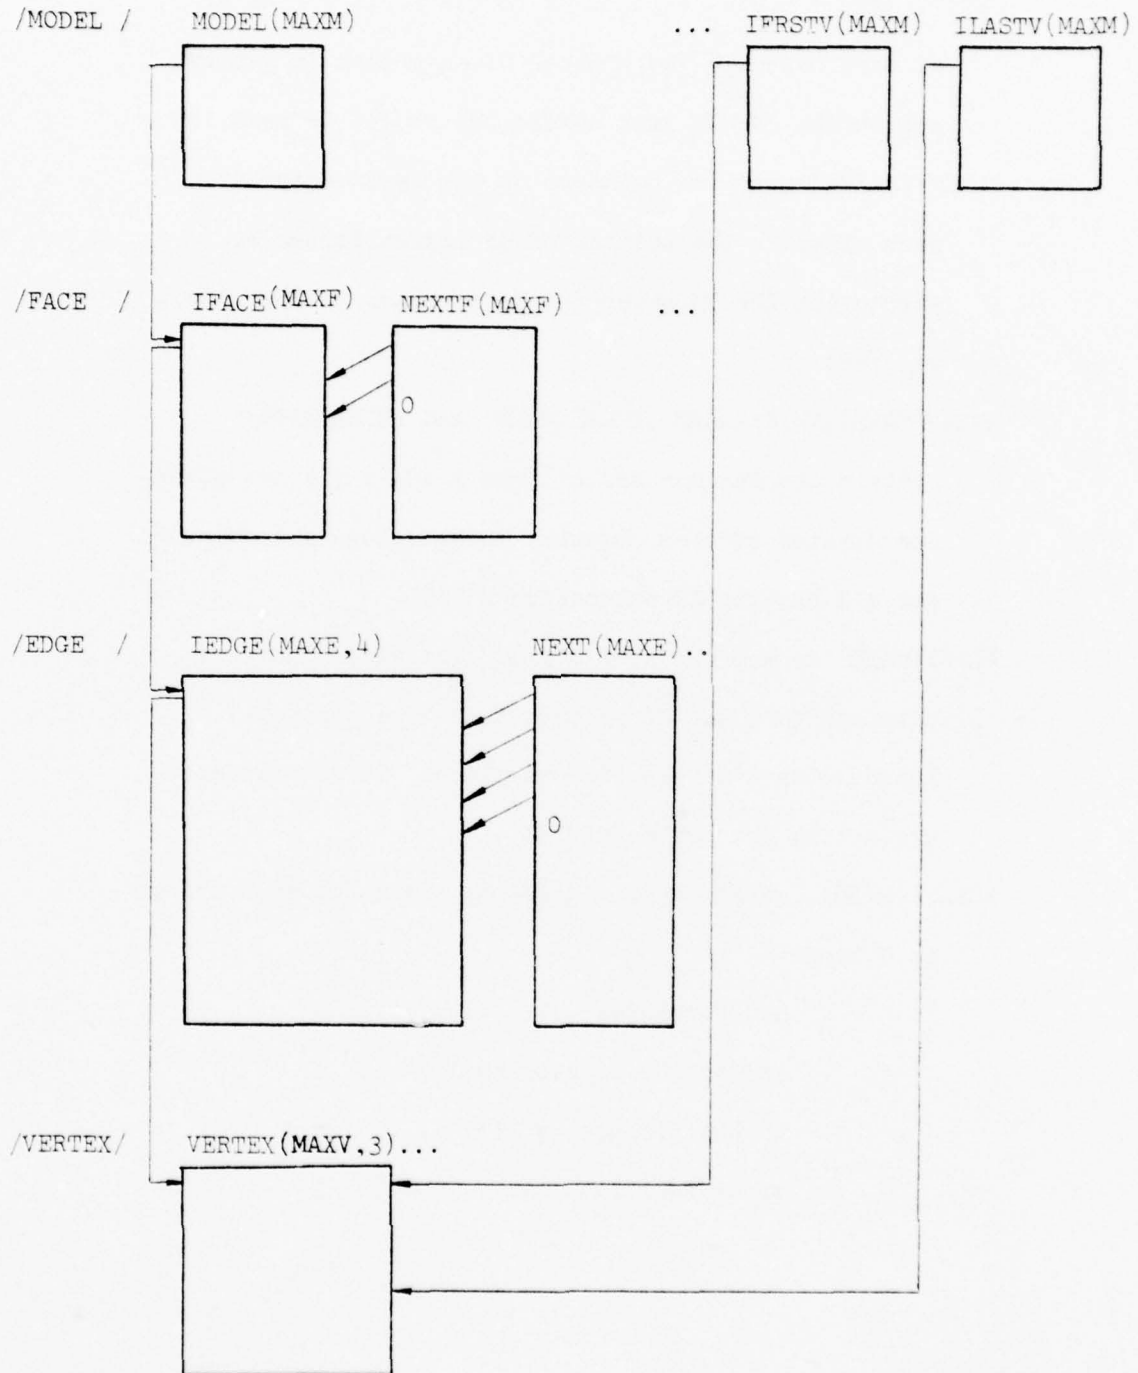 /MODEL / MODEL(MAXM) ... IFRSTV(MAXM) ILASTV(MAXM)
/FACE / IFACE(MAXF) NEXTF(MAXF) ...
0
/EDGE / IEDGE(MAXE,4) NEXT(MAXE)..
0
/VERTEX/ VERTEX(MAXV,3)...